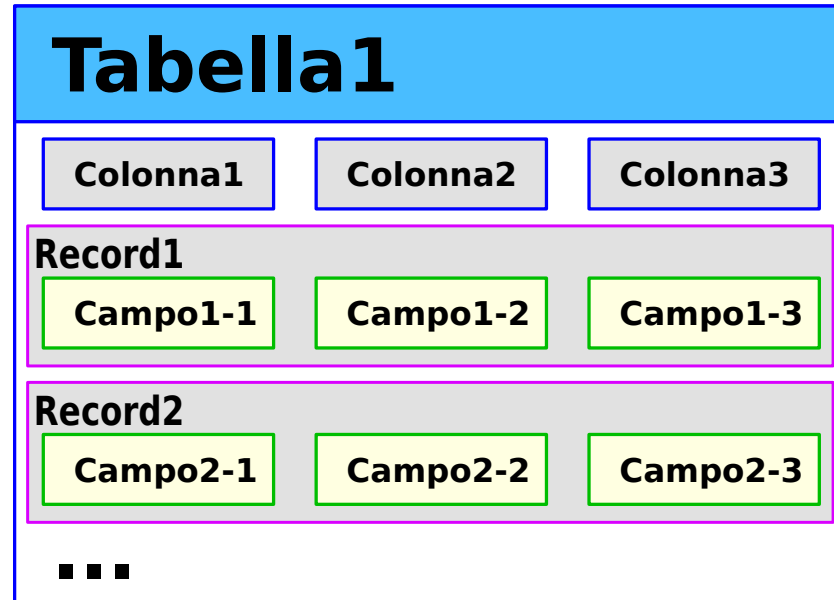 Tabella1
Colonna1 Colonna2 Colonna3
Record1
Campo1-1 Campo1-2 Campo1-3
Record2
Campo2-1 Campo2-2 Campo2-3
...